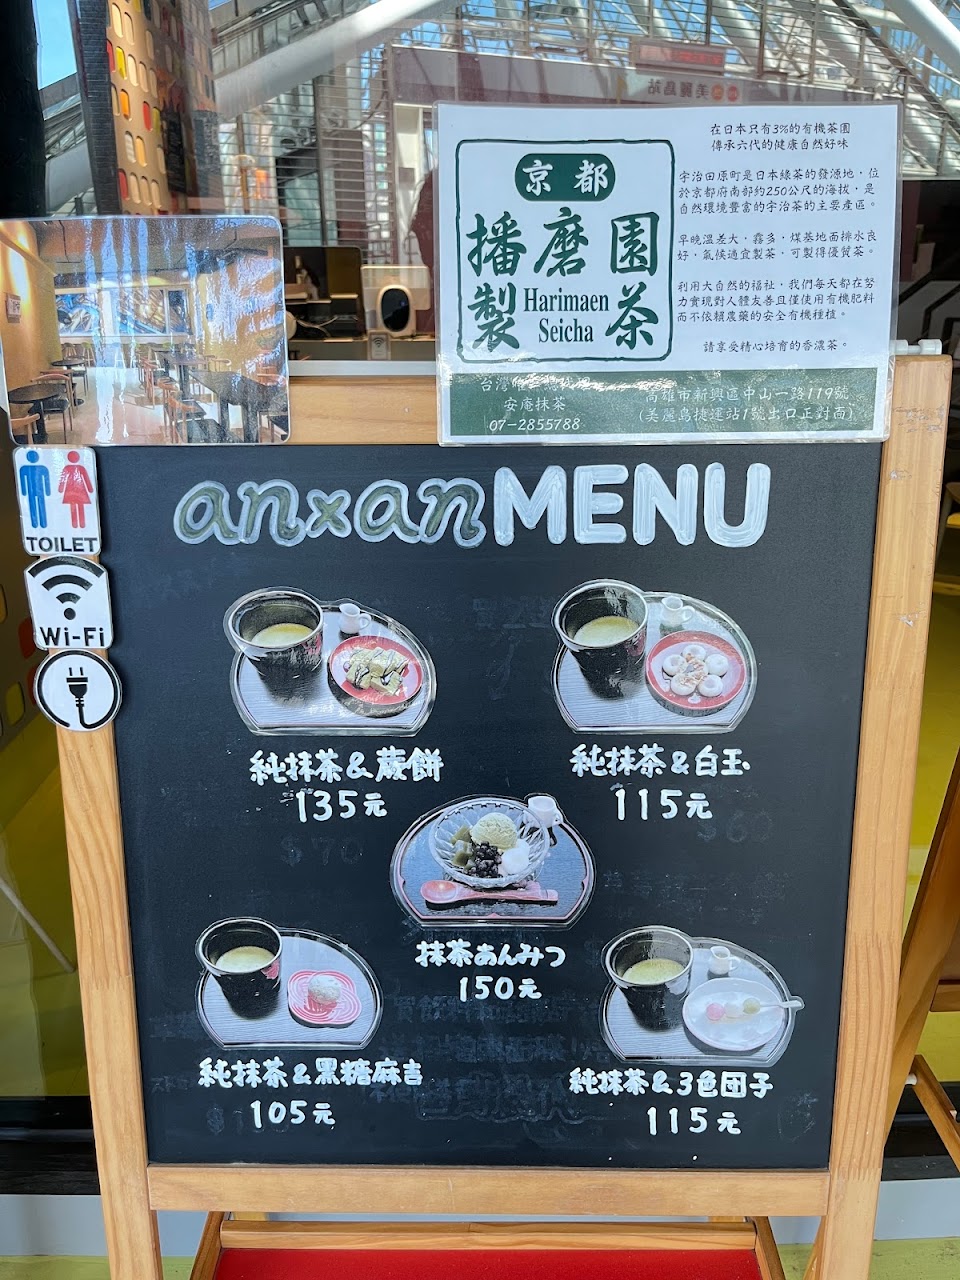 美麗島站
京都
播磨園
製 Harimaen Seicha 茶
在日本只有3%的有機茶園
傳承六代的健康自然好味
宇治田原町是日本綠茶的發源地，位
於京都府南部約250公尺的海拔，是
自然環境豐富的宇治茶的主要產區。
早晚溫差大，霧多，煤基地面排水良
好，氣候適宜製茶，可製得優質茶。
利用大自然的福祉，我們每天都在努
力實現對人體友善且僅使用有機肥料
而不依賴農藥的安全有機種植。
請享受精心培育的香濃茶。
台灣
安庵抹茶
07-2855788
高雄市新興區中山一路119號
(美麗島捷運站1號出口正對面)
TOILET
Wi-Fi
an×an MENU
純抹茶&蕨餅
135元
純抹茶&白玉
115元
$70
$60
抹茶あんみつ
150元
純抹茶&黑糖麻吉
105元
純抹茶&3色団子
115元